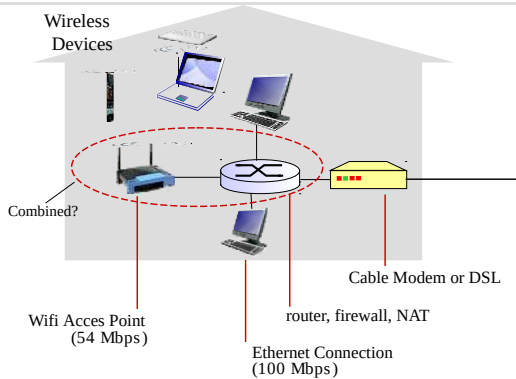 Wireless
Devices
Combined?
Cable Modem or DSL
router, firewall, NAT
Wifi Acces Point
(54 Mbps)
Ethernet Connection
(100 Mbps)